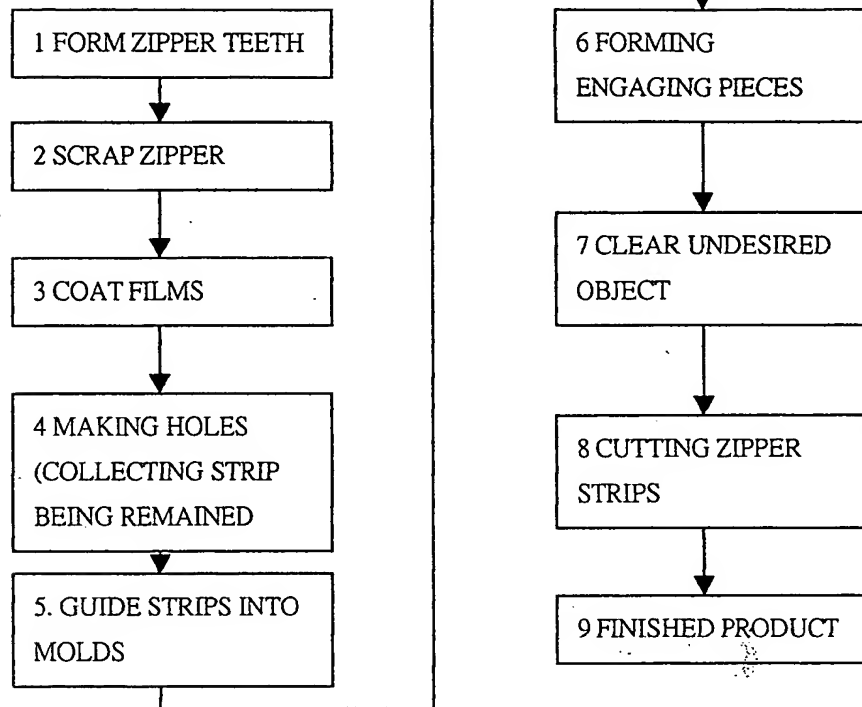 1 FORM ZIPPER TEETH
2 SCRAP ZIPPER
3 COAT FILMS
4 MAKING HOLES
(COLLECTING STRIP
BEING REMAINED
5. GUIDE STRIPS INTO
MOLDS
6 FORMING
ENGAGING PIECES
7 CLEAR UNDESIRED
OBJECT
8 CUTTING ZIPPER
STRIPS
9 FINISHED PRODUCT